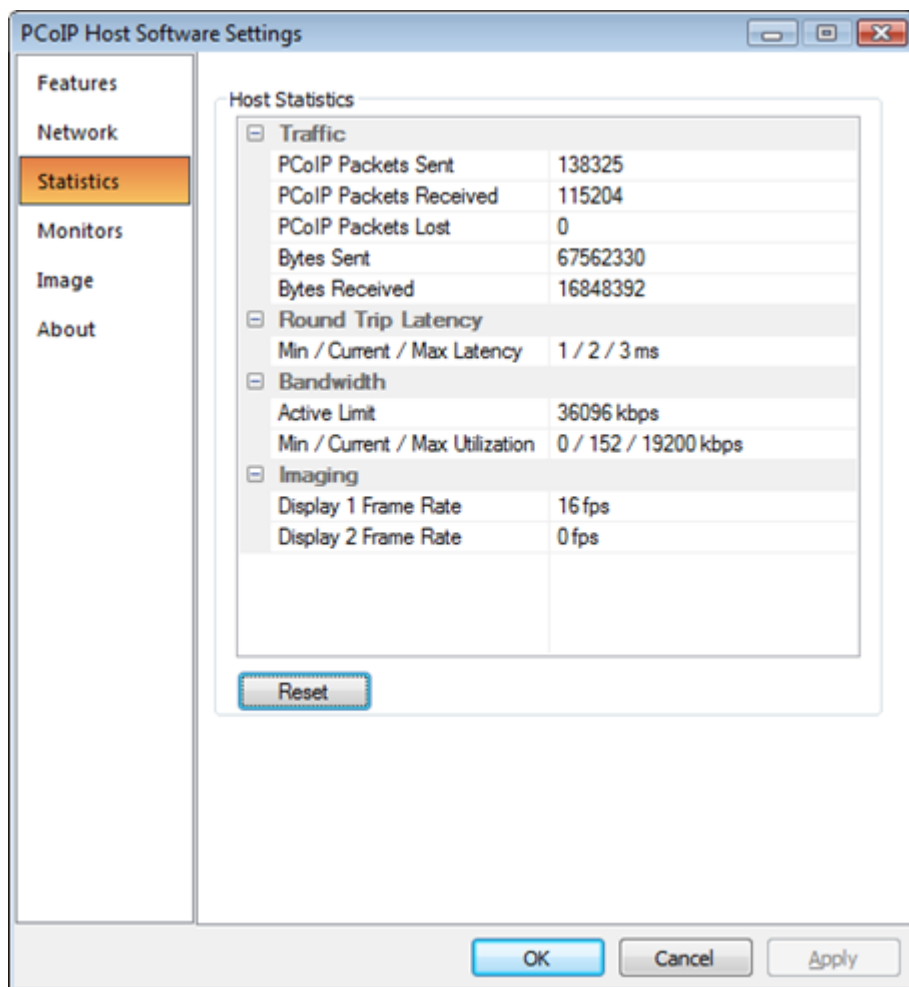 PCoIP Host Software Settings
Features
Network
Statistics
Monitors
Image
About
Host Statistics
Traffic
PCoIP Packets Sent 138325
PCoIP Packets Received 115204
PCoIP Packets Lost 0
Bytes Sent 67562330
Bytes Received 16848392
Round Trip Latency
Min / Current / Max Latency 1 / 2 / 3 ms
Bandwidth
Active Limit 36096 kbps
Min / Current / Max Utilization 0 / 152 / 19200 kbps
Imaging
Display 1 Frame Rate 16 fps
Display 2 Frame Rate 0 fps
Reset
OK Cancel Apply